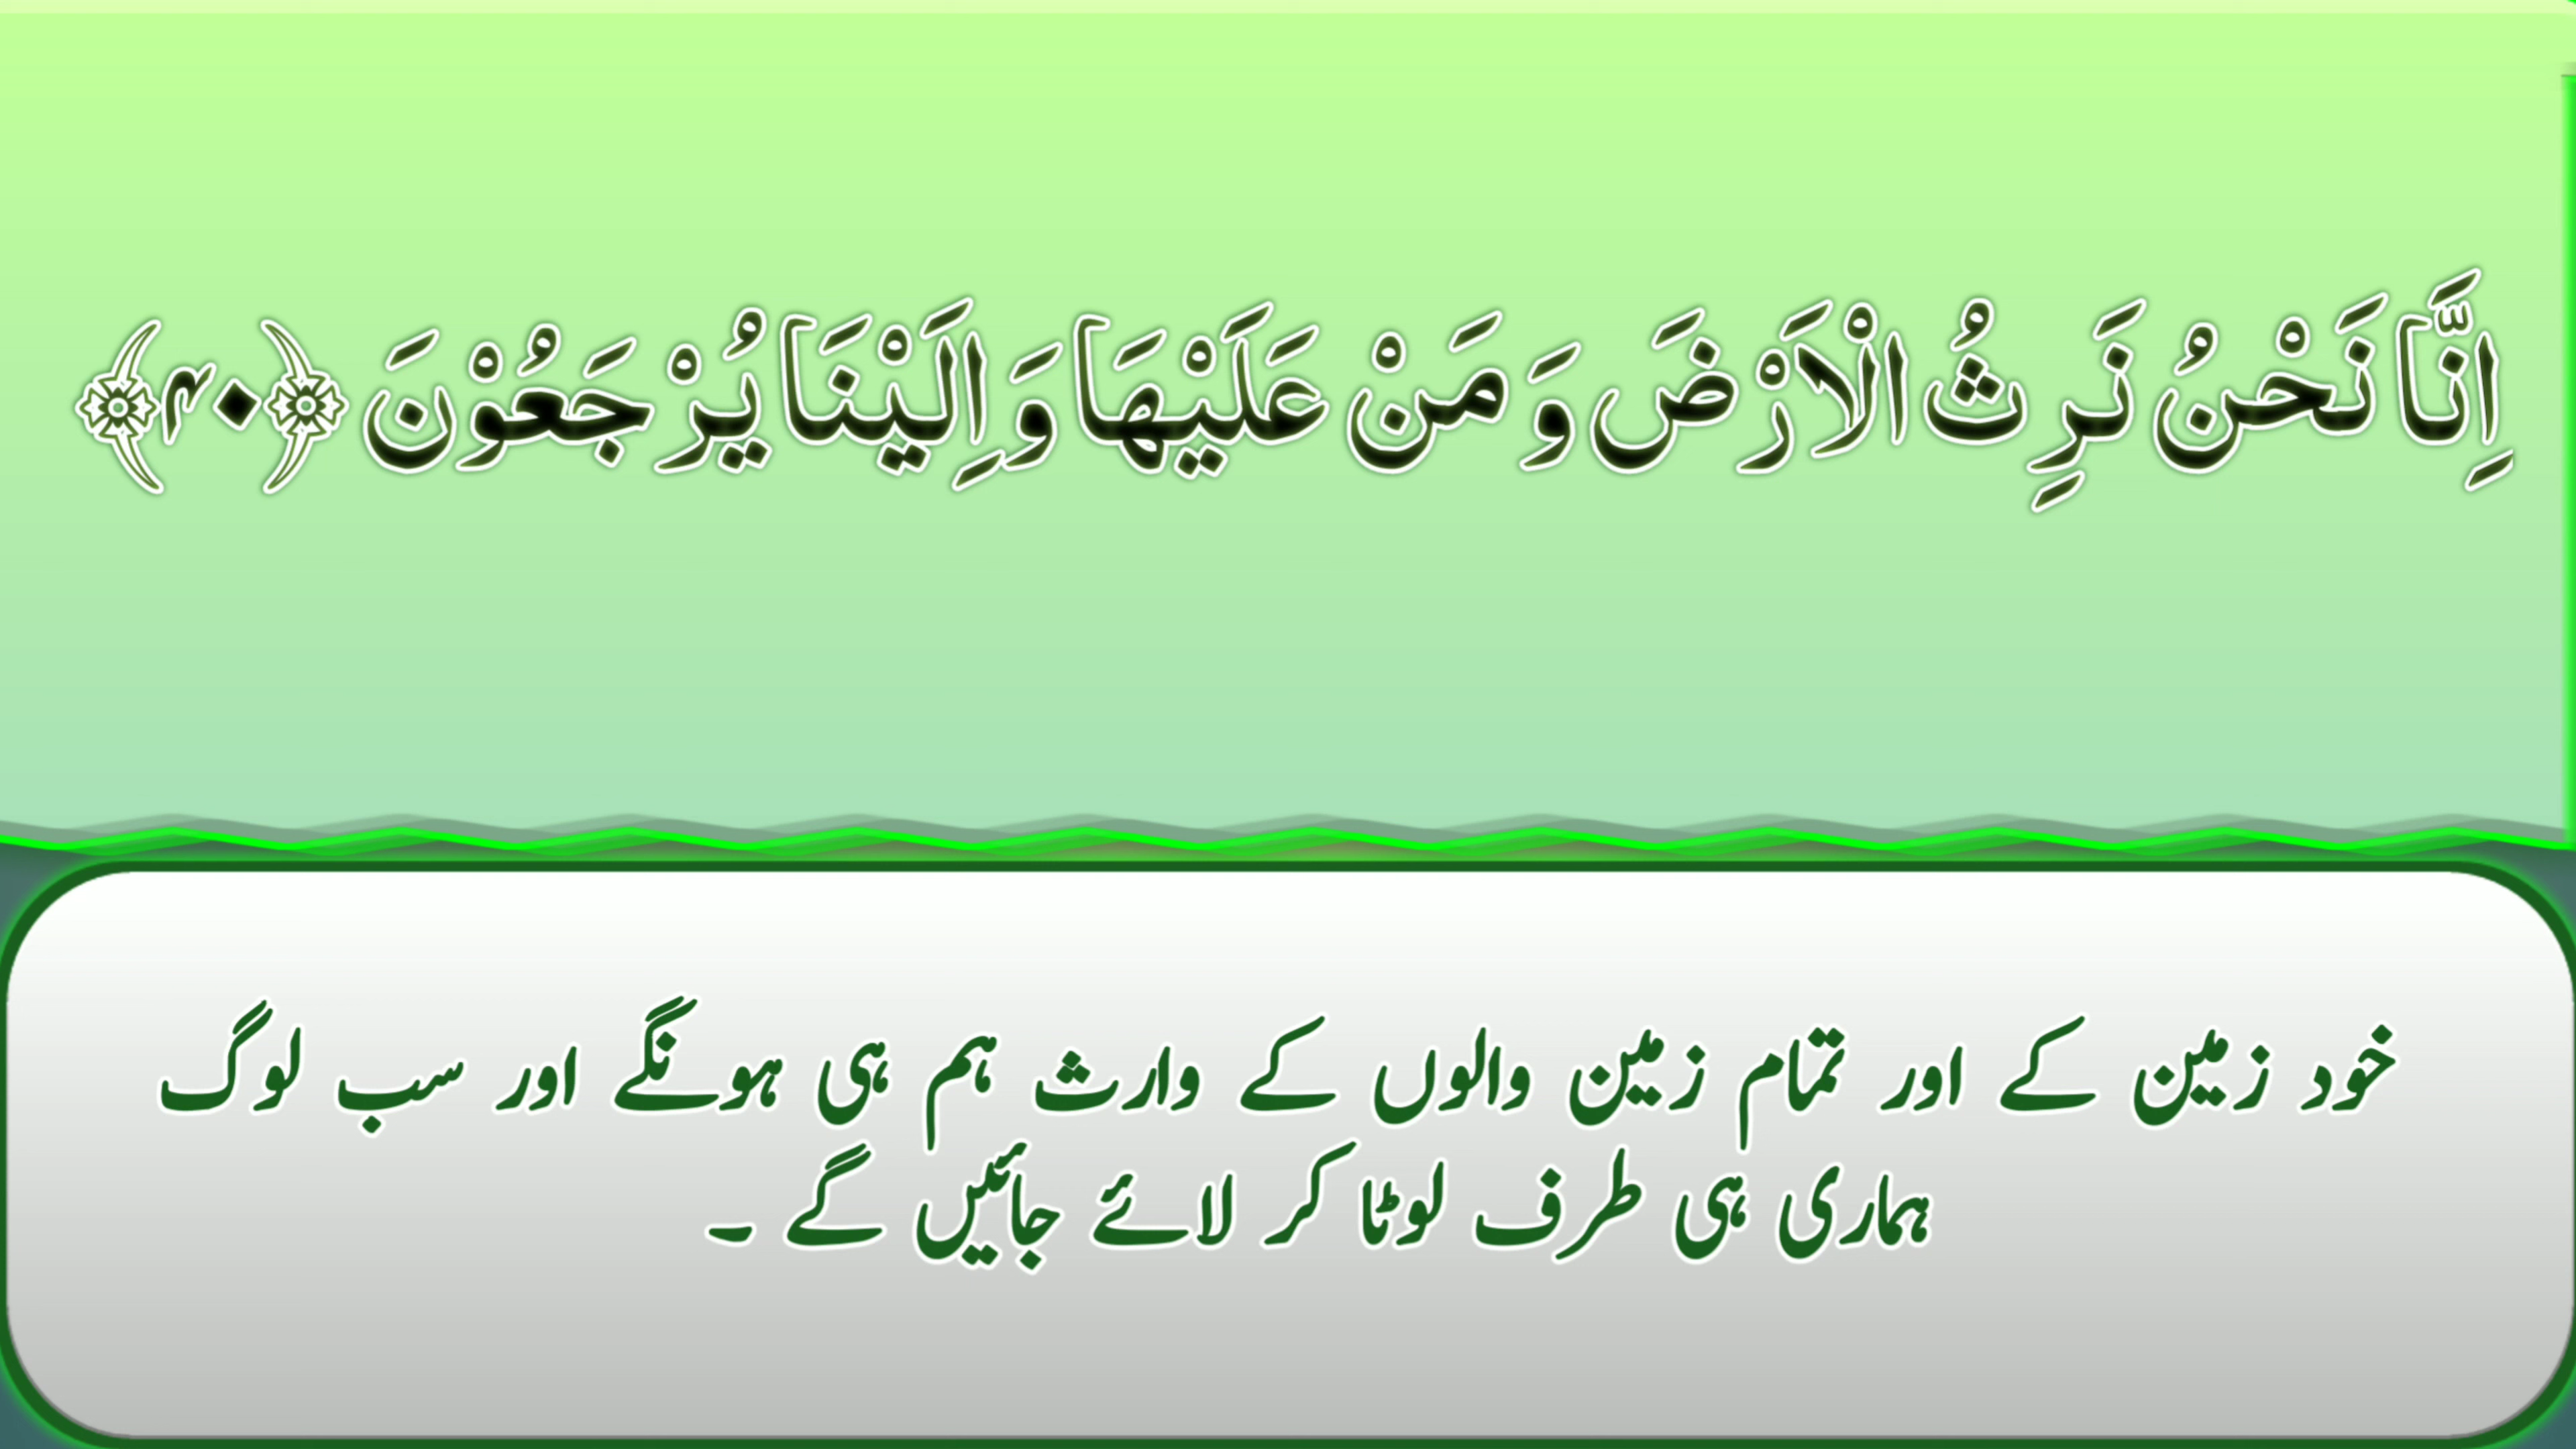 اِنَّا نَحْنُ نَرِثُ الْاَرْضَ وَ مَنْ عَلَیْهَا وَ اِلَیْنَا یُرْجَعُوْنَ ﴿۴۰﴾
خود زمین کے اور تمام زمین والوں کے وارث ہم ہی ہونگے اور سب لوگ
ہماری ہی طرف لوٹا کر لائے جائیں گے ۔